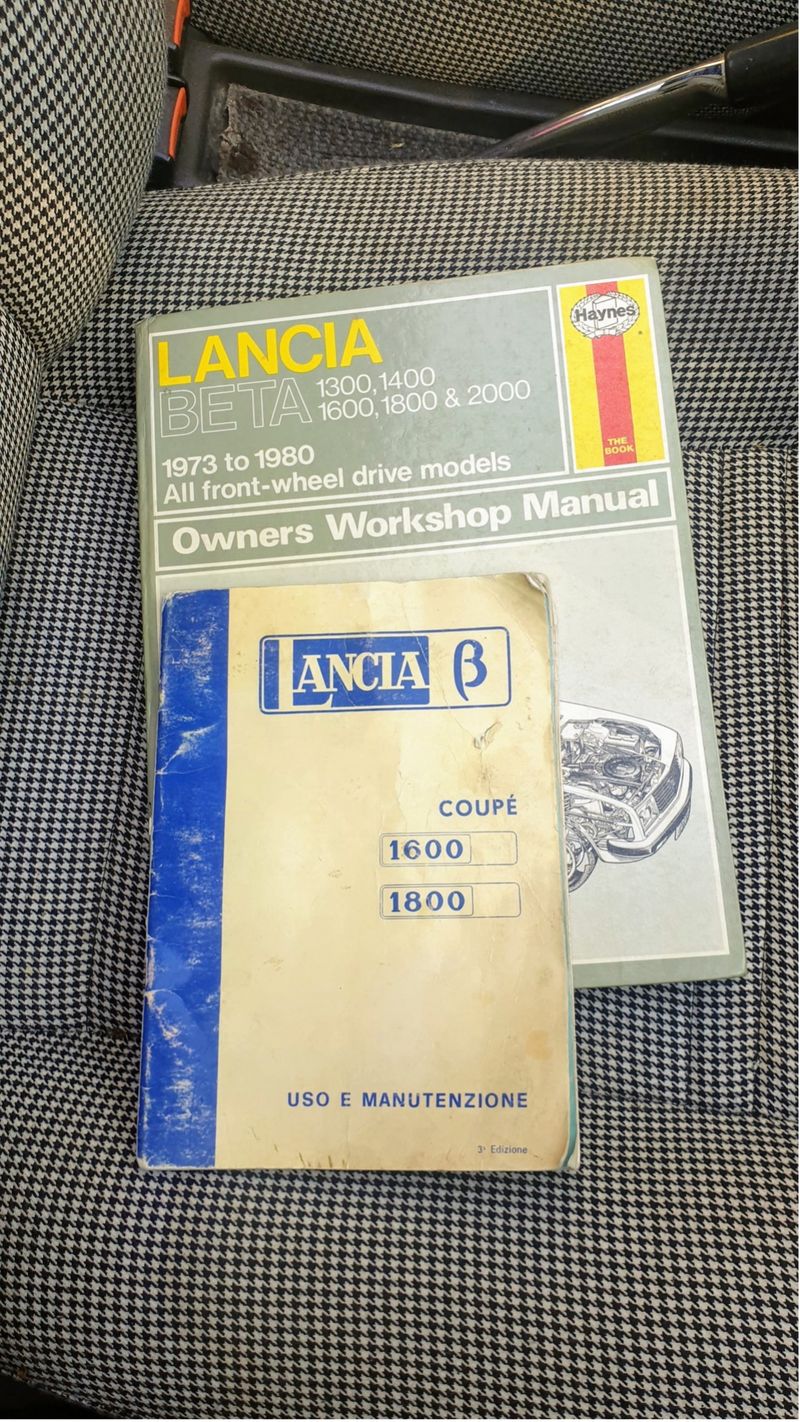 LANCIA
BETA 1300, 1400
1600, 1800 & 2000
1973 to 1980
All front-wheel drive models
Haynes
THE
BOOK
Owners Workshop Manual
LANCIA β
COUPÉ
1600
1800
USO E MANUTENZIONE
3ª Edizione